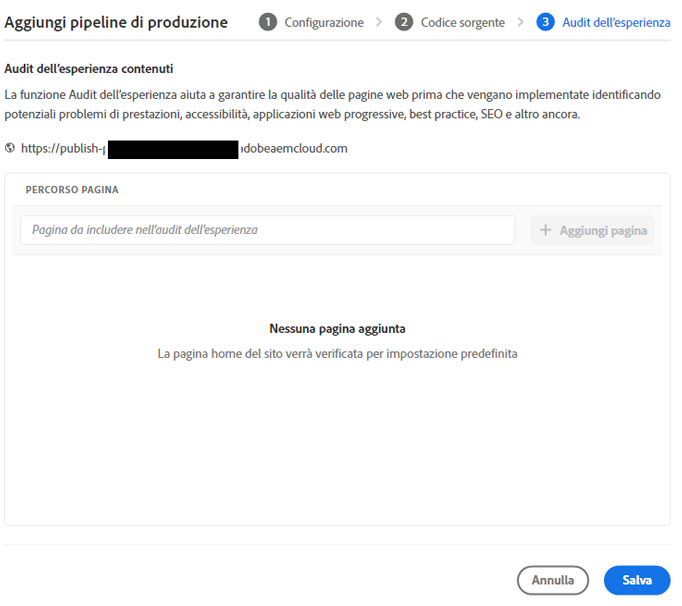 Aggiungi pipeline di produzione 1 Configurazione > 2 Codice sorgente > 3 Audit dell'esperienza
Audit dell'esperienza contenuti
La funzione Audit dell'esperienza aiuta a garantire la qualità delle pagine web prima che vengano implementate identificando
potenziali problemi di prestazioni, accessibilità, applicazioni web progressive, best practice, SEO e altro ancora.
https://publish- adobeaemcloud.com
PERCORSO PAGINA
Pagina da includere nell'audit dell'esperienza + Aggiungi pagina
Nessuna pagina aggiunta
La pagina home del sito verrà verificata per impostazione predefinita
Annulla Salva